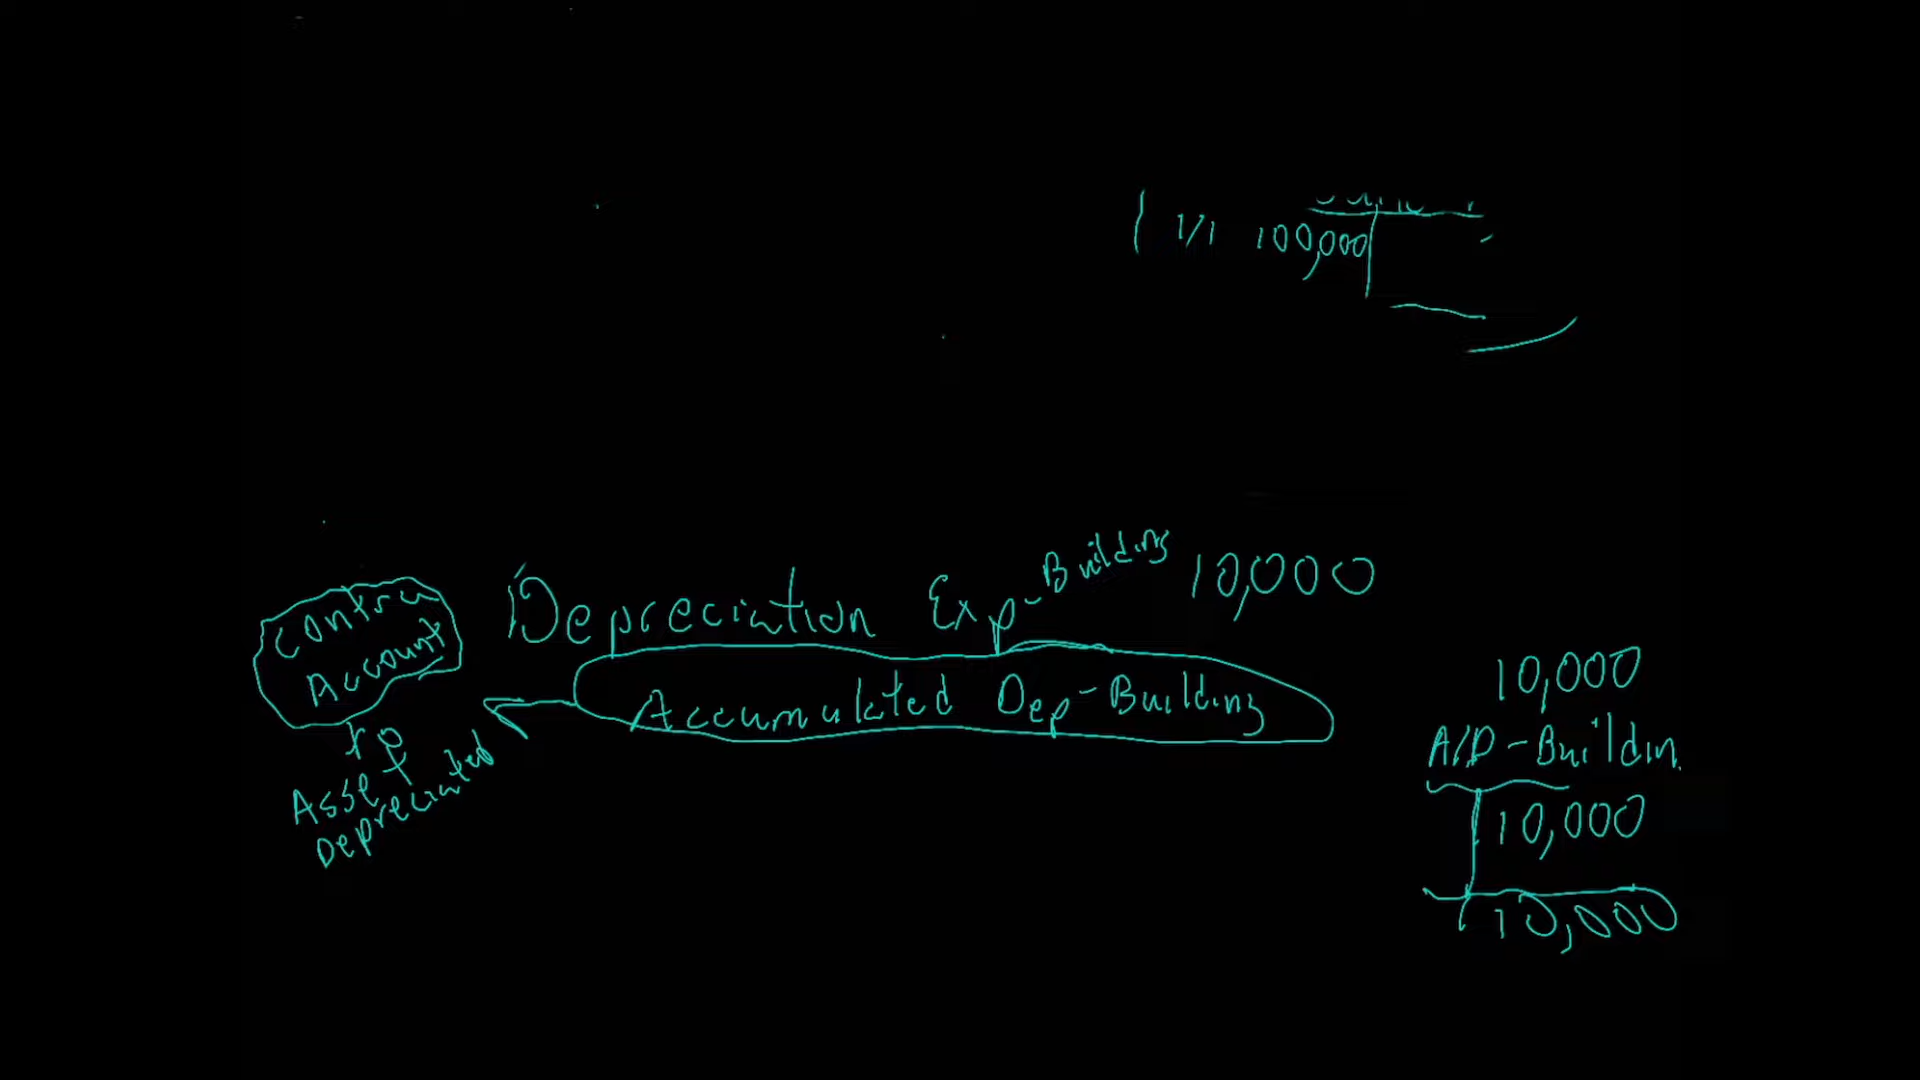 1/1 100,000
Depreciation Exp-Building 10,000
Accumulated Dep-Building 10,000
Contra
Account
to
Asset
Depreciated
A/D-Buildin
10,000
10,000